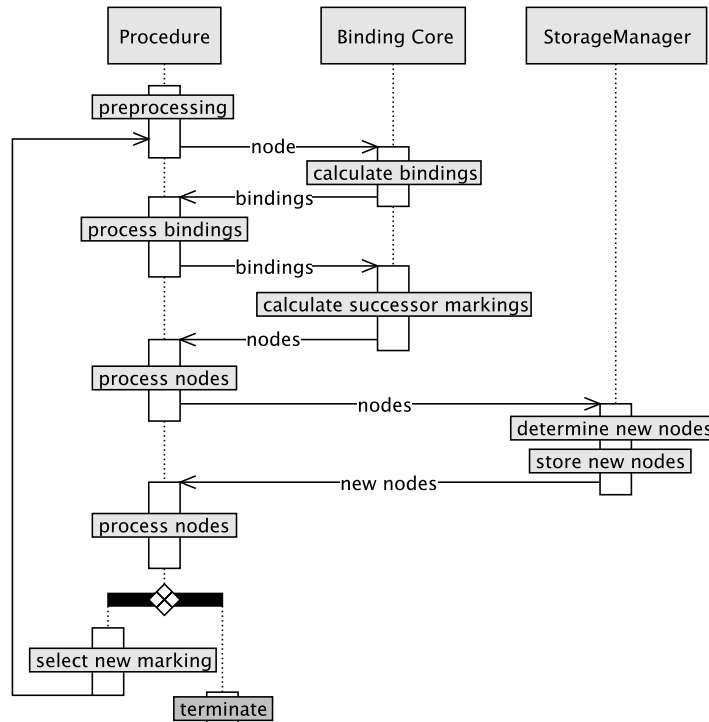 Procedure
Binding Core
StorageManager
preprocessing
node
calculate bindings
bindings
process bindings
bindings
calculate successor markings
nodes
process nodes
nodes
determine new nodes
store new nodes
new nodes
process nodes
select new marking
terminate